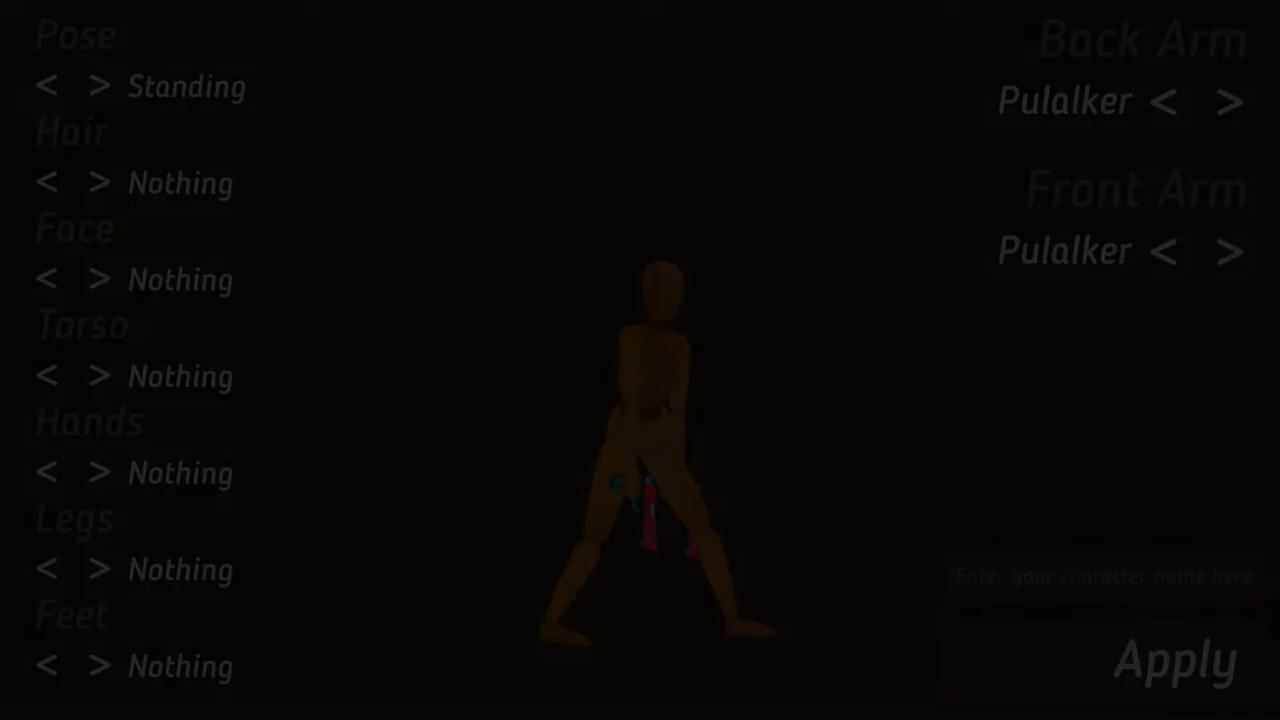 Pose
< > Standing
Hair
< > Nothing
Face
< > Nothing
Torso
< > Nothing
Hands
< > Nothing
Legs
< > Nothing
Feet
< > Nothing
Back Arm
Pulalker < >
Front Arm
Pulalker < >
Enter your character name here
Apply